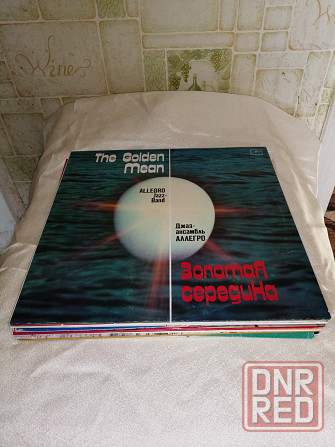 Wine
The Golden
Mean
ALLEGRO
Jazz-
Band
Джаз-
ансамбль
АЛЛЕГРО
Золотая
середина
DNR
RED